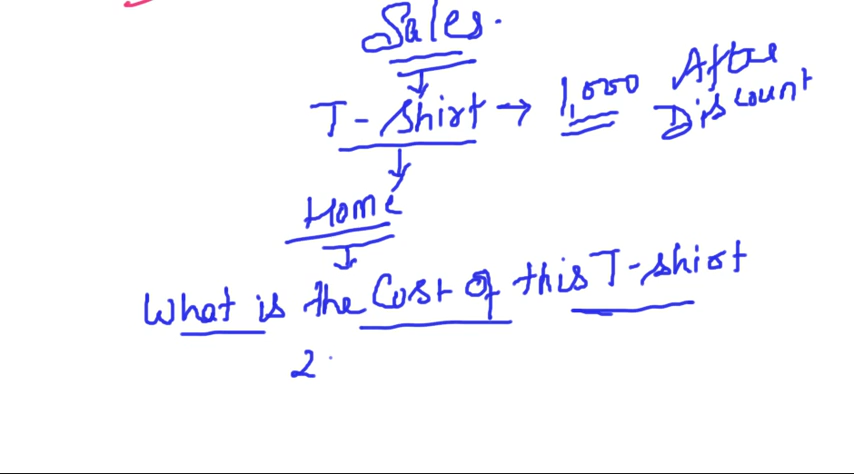 Sales.
T-shirt → 1,000 After Discount
Home
What is the Cost of this T-shirt
2